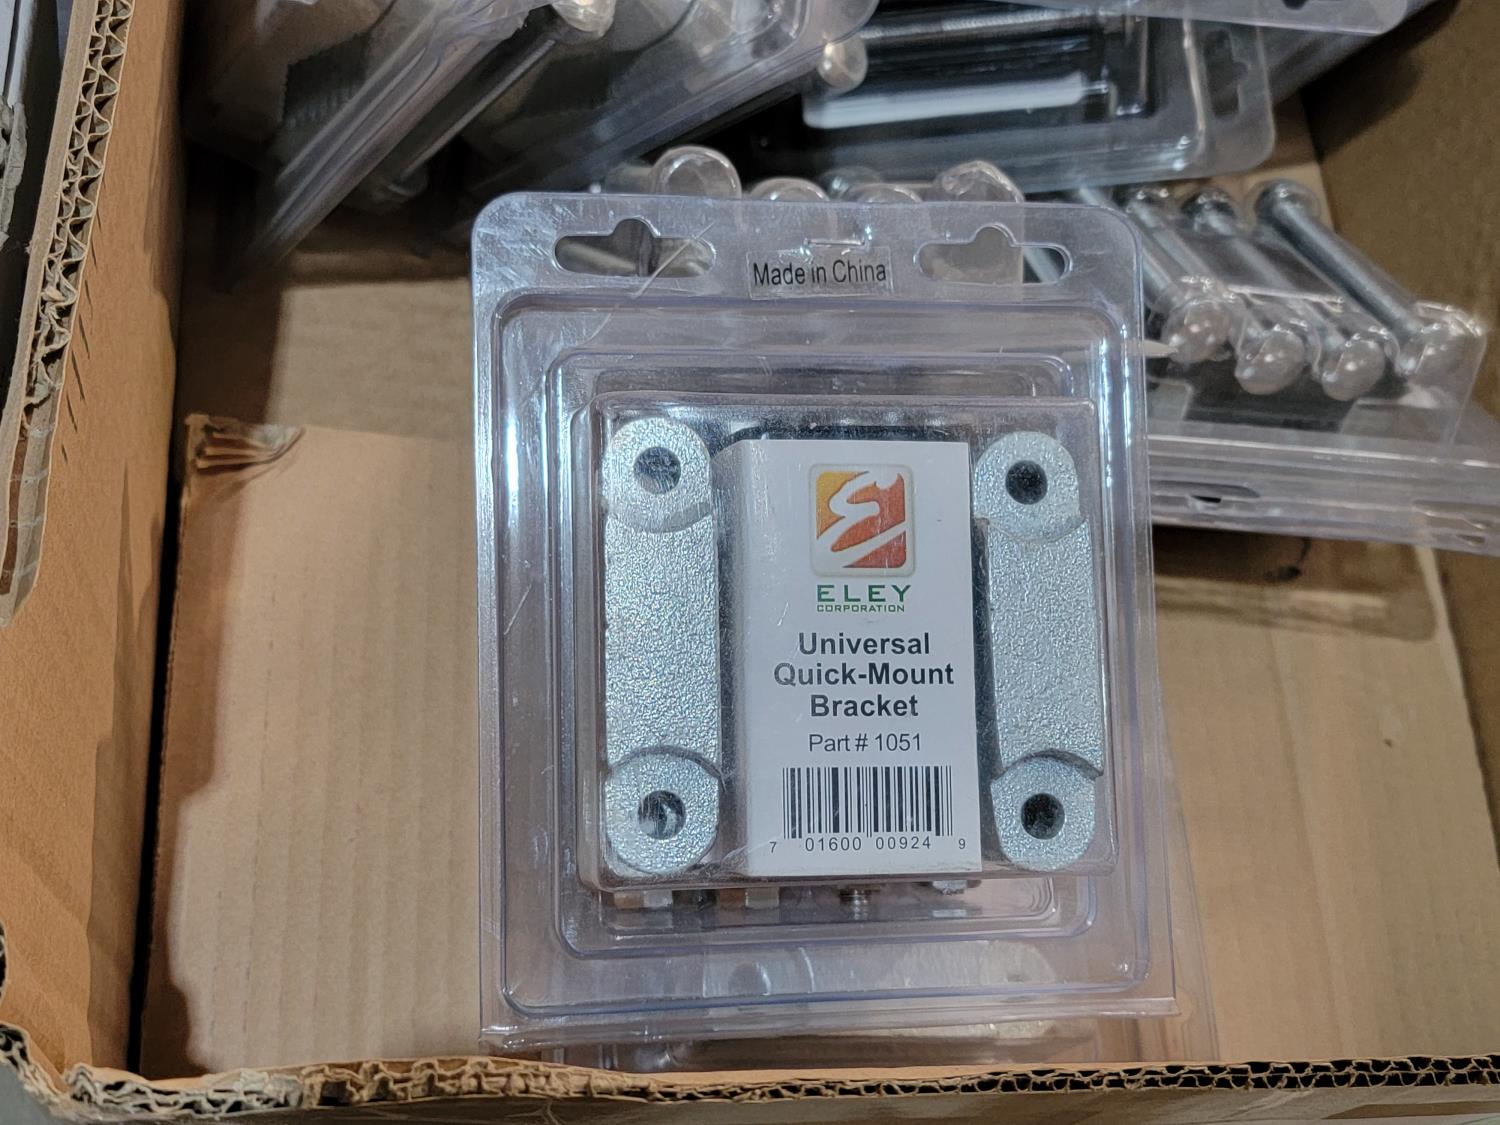 Made in China
ELEY
CORPORATION
Universal
Quick-Mount
Bracket
Part # 1051
7 01600 00924 9